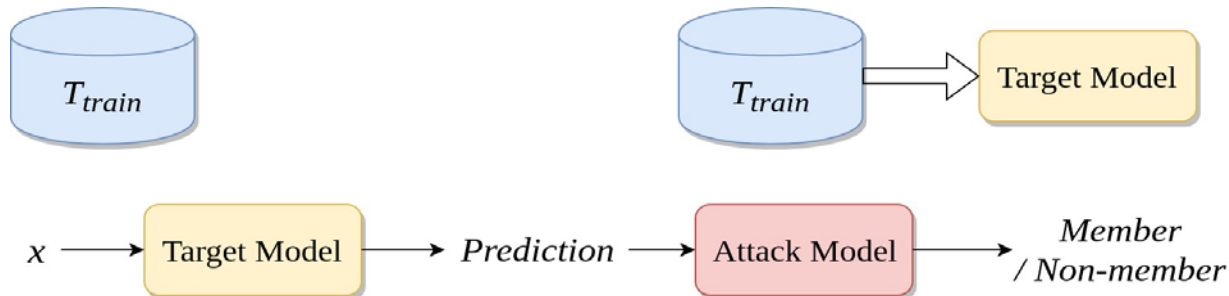 T_train
T_train
Target Model
x
Target Model
Prediction
Attack Model
Member
/ Non-member